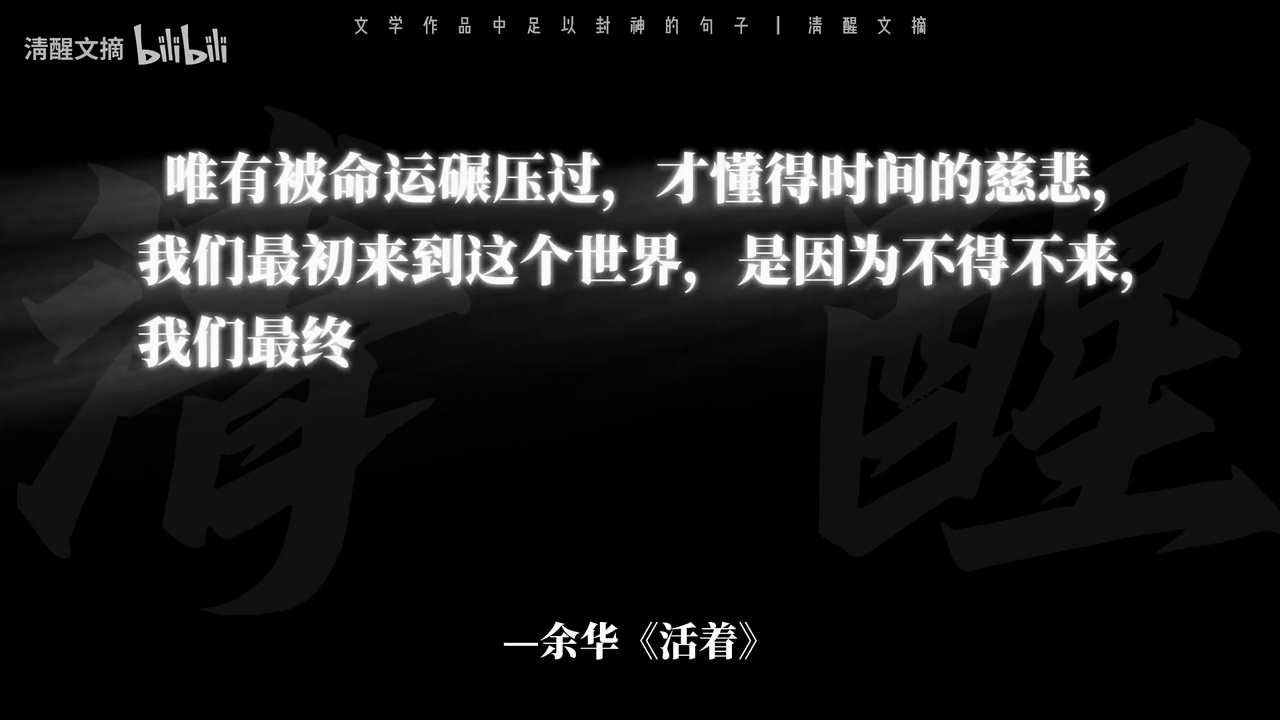 文学作品中足以封神的句子 | 清醒文摘
清醒文摘 bilibili
唯有被命运碾压过，才懂得时间的慈悲，
我们最初来到这个世界，是因为不得不来，
我们最终
—余华《活着》
清醒